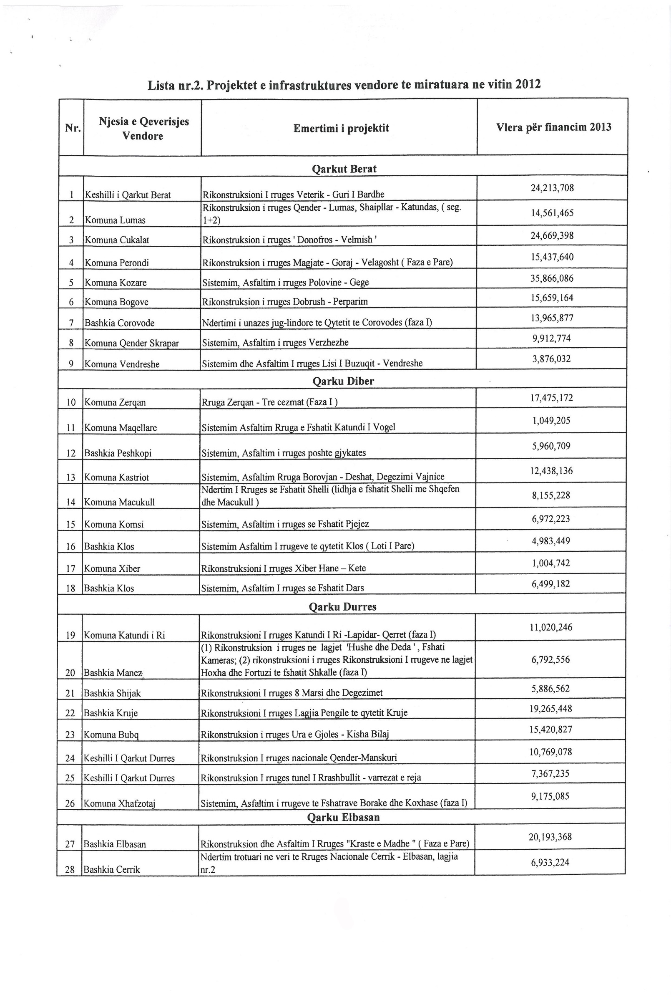 Lista nr.2. Projektet e infrastruktures vendore te miratuara ne vitin 2012
Nr. Njesia e Qeverisjes Vendore Emertimi i projektit Vlera për financim 2013
Qarkut Berat
1 Keshilli i Qarkut Berat Rikonstruksioni I rruges Veterik - Guri I Bardhe 24,213,708
2 Komuna Lumas Rikonstruksion i rruges Qender - Lumas, Shaipllar - Katundas, ( seg.
1+2) 14,561,465
3 Komuna Cukalat Rikonstruksion i rruges ' Donofros - Velmish ' 24,669,398
4 Komuna Perondi Rikonstruksion i rruges Magjate - Goraj - Velagosht ( Faza e Pare) 15,437,640
5 Komuna Kozare Sistemim, Asfaltim i rruges Polovine - Gege 35,866,086
6 Komuna Bogove Rikonstruksion i rruges Dobrush - Perparim 15,659,164
7 Bashkia Corovode Ndertimi i unazes jug-lindore te Qytetit te Corovodes (faza I) 13,965,877
8 Komuna Qender Skrapar Sistemim, Asfaltim i rruges Verzhezhe 9,912,774
9 Komuna Vendreshe Sistemim dhe Asfaltim I rruges Lisi I Buzuqit - Vendreshe 3,876,032
Qarku Diber
10 Komuna Zerqan Rruga Zerqan - Tre cezmat (Faza I ) 17,475,172
11 Komuna Maqellare Sistemim Asfaltim Rruga e Fshatit Katundi I Vogel 1,049,205
12 Bashkia Peshkopi Sistemim, Asfaltim i rruges poshte gjykates 5,960,709
13 Komuna Kastriot Sistemim, Asfaltim Rruga Borovjan - Deshat, Degezimi Vajnice 12,438,136
14 Komuna Macukull Ndertim I Rruges se Fshatit Shelli (lidhja e fshatit Shelli me Shqefen
dhe Macukull ) 8,155,228
15 Komuna Komsi Sistemim, Asfaltim i rruges se Fshatit Pjejez 6,972,223
16 Bashkia Klos Sistemim Asfaltim I rrugeve te qytetit Klos ( Loti I Pare) 4,983,449
17 Komuna Xiber Rikonstruksioni I rruges Xiber Hane – Kete 1,004,742
18 Bashkia Klos Sistemim, Asfaltim I rruges se Fshatit Dars 6,499,182
Qarku Durres
19 Komuna Katundi i Ri Rikonstruksioni I rruges Katundi I Ri -Lapidar- Qerret (faza I) 11,020,246
20 Bashkia Manez (1) Rikonstruksion i rruges ne lagjet 'Hushe dhe Deda ' , Fshati
Kameras; (2) rikonstruksioni i rruges Rikonstruksioni I rrugeve ne lagjet
Hoxha dhe Fortuzi te fshatit Shkalle (faza I) 6,792,556
21 Bashkia Shijak Rikonstruksioni I rruges 8 Marsi dhe Degezimet 5,886,562
22 Bashkia Kruje Rikonstruksioni I rruges Lagjia Pengile te qytetit Kruje 19,265,448
23 Komuna Bubq Rikonstruksion i rruges Ura e Gjoles - Kisha Bilaj 15,420,827
24 Keshilli I Qarkut Durres Rikonstruksion I rruges nacionale Qender-Manskuri 10,769,078
25 Keshilli I Qarkut Durres Rikonstruksion I rruges tunel I Rrashbullit - varrezat e reja 7,367,235
26 Komuna Xhafzotaj Sistemim, Asfaltim i rrugeve te Fshatrave Borake dhe Koxhase (faza I) 9,175,085
Qarku Elbasan
27 Bashkia Elbasan Rikonstruksion dhe Asfaltim I Rruges "Kraste e Madhe " ( Faza e Pare) 20,193,368
28 Bashkia Cerrik Ndertim trotuari ne veri te Rruges Nacionale Cerrik - Elbasan, lagjia
nr.2 6,933,224